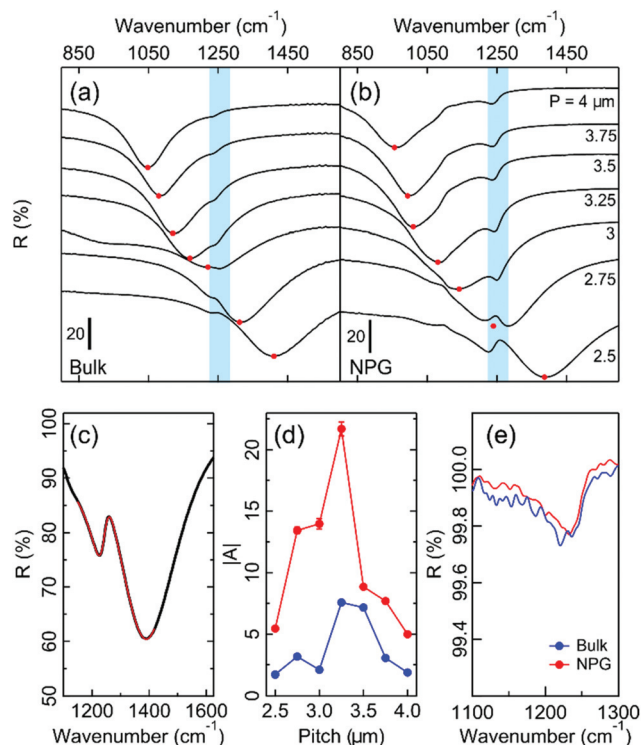 Wavenumber (cm⁻¹) Wavenumber (cm⁻¹)
850 1050 1250 1450 850 1050 1250 1450
(a) (b)
P = 4 μm
3.75
3.5
3.25
3
2.75
2.5
R (%)
20
Bulk
20
NPG
(c)
100
90
80
70
60
50
R (%)
1200 1400 1600
Wavenumber (cm⁻¹)
(d)
20
15
10
5
0
|A|
2.5 3.0 3.5 4.0
Pitch (μm)
(e)
100.0
99.8
99.6
99.4
R (%)
Bulk
NPG
1100 1200 1300
Wavenumber (cm⁻¹)